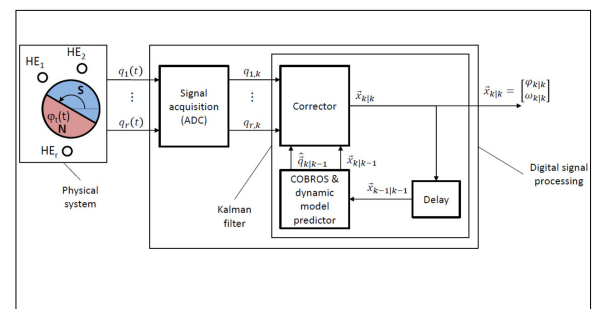 HE₁
HE₂
S
φₜ(t)
N
HEᵣ
Physical system
q₁(t)
⋮
qᵣ(t)
Signal acquisition (ADC)
q₁,ₖ
⋮
qᵣ,ₖ
Corrector
x⃗ₖ|ₖ
x⃗ₖ|ₖ = [φₖ|ₖ
ωₖ|ₖ]
q̂⃗ₖ|ₖ₋₁
x⃗ₖ|ₖ₋₁
COBROS &
dynamic
model
predictor
x⃗ₖ₋₁|ₖ₋₁
Delay
Kalman
filter
Digital signal
processing